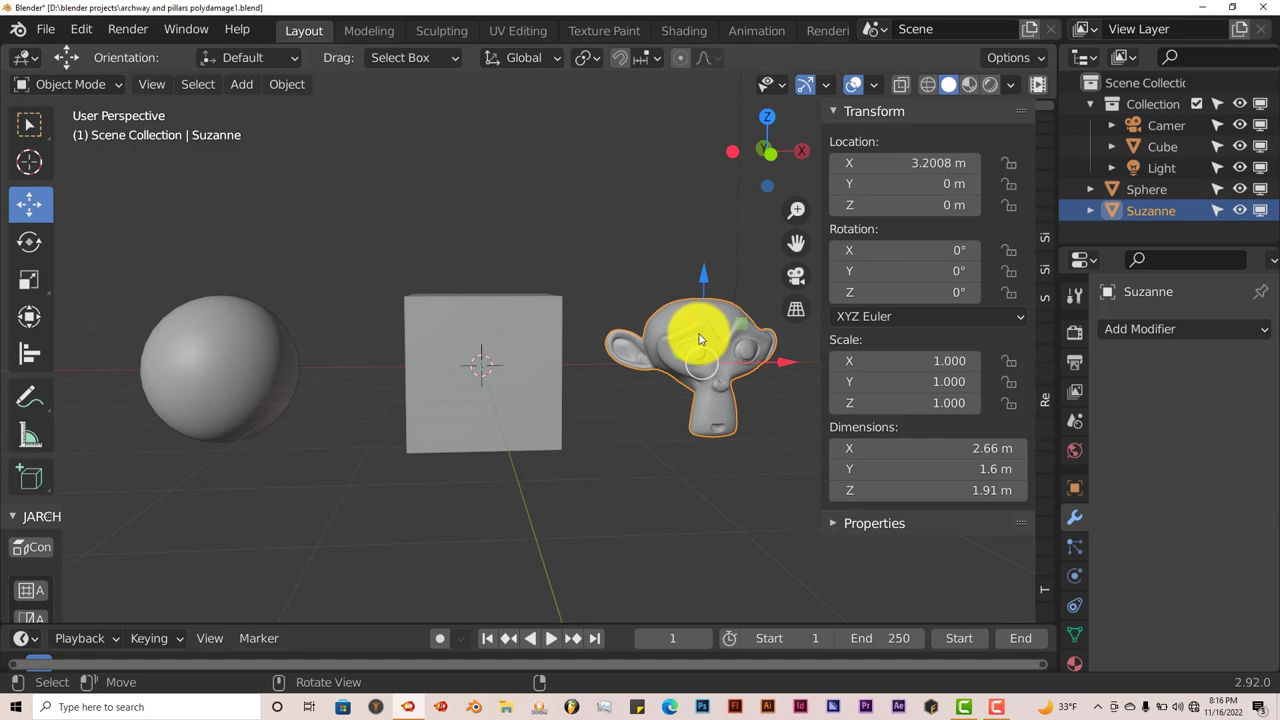 Blender* [D:\blender projects\archway and pillars polydamage1.blend]
File Edit Render Window Help Layout Modeling Sculpting UV Editing Texture Paint Shading Animation Renderi Scene View Layer
Orientation: Default Drag: Select Box Global Options
Object Mode View Select Add Object
User Perspective
(1) Scene Collection | Suzanne
Z
Y
X
Transform
Location:
X 3.2008 m
Y 0 m
Z 0 m
Rotation:
X 0°
Y 0°
Z 0°
XYZ Euler
Scale:
X 1.000
Y 1.000
Z 1.000
Dimensions:
X 2.66 m
Y 1.6 m
Z 1.91 m
Properties
Si
Si
S
Re
T
Scene Collectic
Collection
Camer
Cube
Light
Sphere
Suzanne
Suzanne
Add Modifier
JARCH
Con
A
A
Playback Keying View Marker 1 Start 1 End 250 Start End
Select Move Rotate View 2.92.0
Type here to search
33°F
8:16 PM
11/16/2022